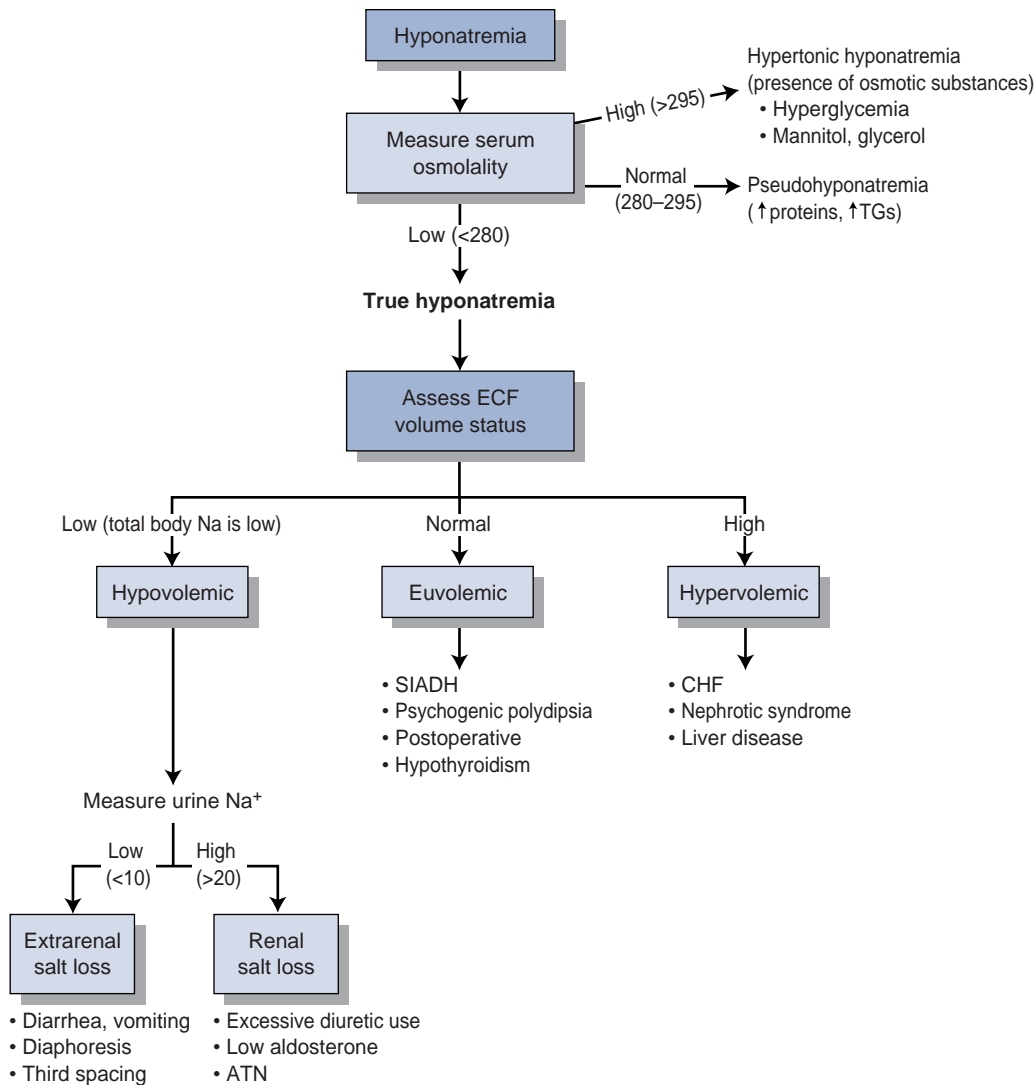 Hyponatremia
Measure serum
osmolality
High (>295)
Hypertonic hyponatremia
(presence of osmotic substances)
• Hyperglycemia
• Mannitol, glycerol
Normal
(280–295)
Pseudohyponatremia
(↑proteins, ↑TGs)
Low (<280)
True hyponatremia
Assess ECF
volume status
Low (total body Na is low)
Normal
High
Hypovolemic
Euvolemic
Hypervolemic
• SIADH
• Psychogenic polydipsia
• Postoperative
• Hypothyroidism
• CHF
• Nephrotic syndrome
• Liver disease
Measure urine Na⁺
Low
(<10)
High
(>20)
Extrarenal
salt loss
Renal
salt loss
• Diarrhea, vomiting
• Diaphoresis
• Third spacing
• Excessive diuretic use
• Low aldosterone
• ATN